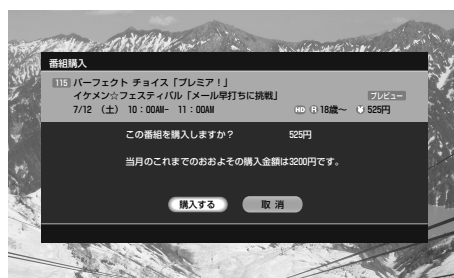 番組購入
115 パーフェクト チョイス「プレミア！」
イケメン☆フェスティバル「メール早打ちに挑戦」 プレビュー
7/12 （土） 10：00AM- 11：00AM HD R 18歳〜 ¥ 525円
この番組を購入しますか？ 525円
当月のこれまでのおおよその購入金額は3200円です。
購入する 取 消